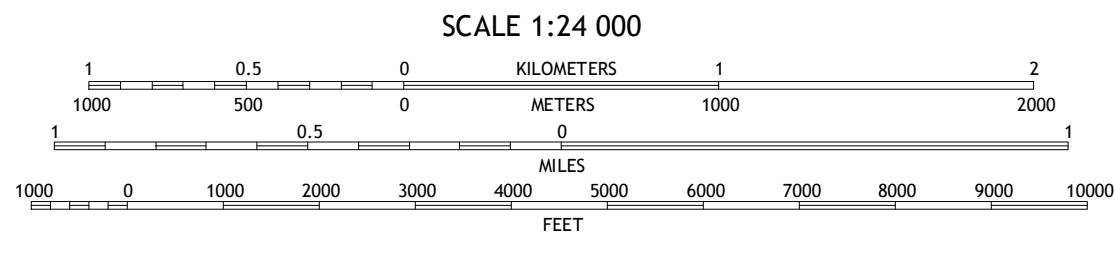 SCALE 1:24 000
1 0.5 0 KILOMETERS 1 2
1000 500 0 METERS 1000 2000
1 0.5 0 1
MILES
1000 0 1000 2000 3000 4000 5000 6000 7000 8000 9000 10000
FEET